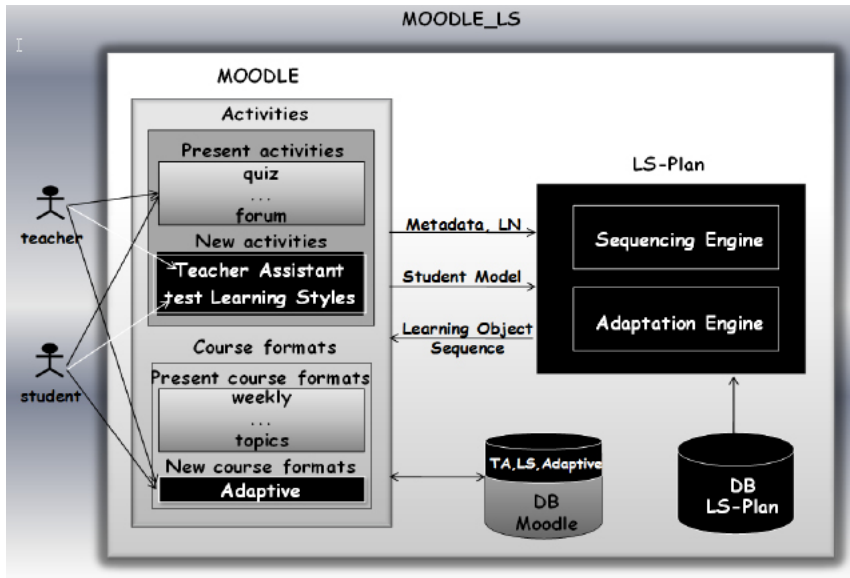 MOODLE_LS
MOODLE
Activities
Present activities
quiz
...
forum
New activities
Teacher Assistant
test Learning Styles
Course formats
Present course formats
weekly
...
topics
New course formats
Adaptive
teacher
student
Metadata, LN
Student Model
Learning Object
Sequence
LS-Plan
Sequencing Engine
Adaptation Engine
TA,LS,Adaptive
DB
Moodle
DB
LS-Plan